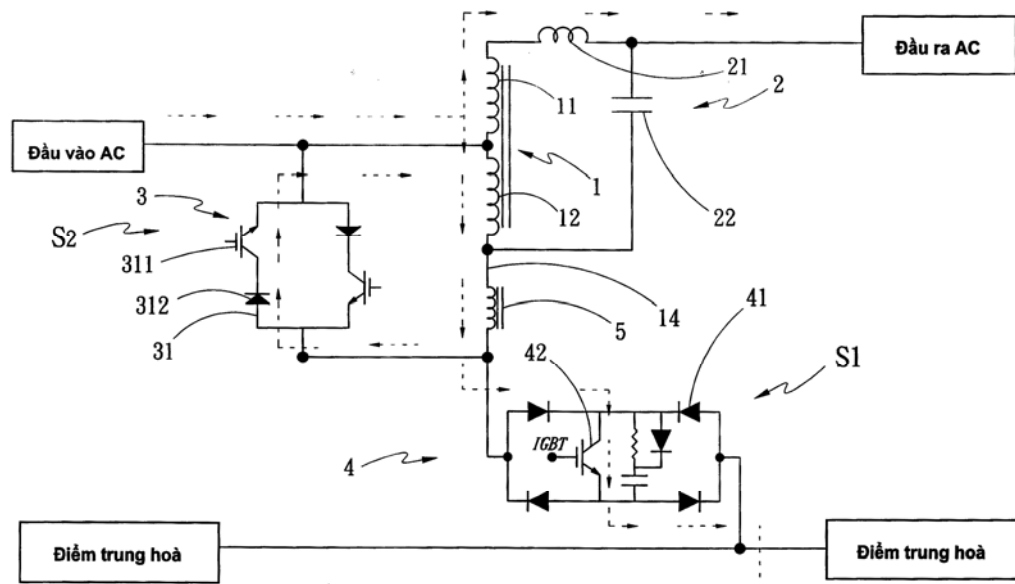 Đầu ra AC
21
2
11
Đầu vào AC
1
3
12
22
S2
311
312
14
41
5
31
42
S1
IGBT
4
Điểm trung hoà
Điểm trung hoà